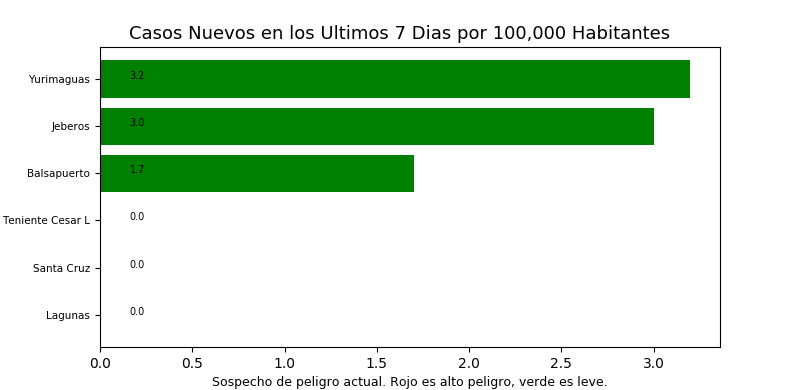 Casos Nuevos en los Ultimos 7 Dias por 100,000 Habitantes
Yurimaguas 3.2
Jeberos 3.0
Balsapuerto 1.7
Teniente Cesar L 0.0
Santa Cruz 0.0
Lagunas 0.0
0.0 0.5 1.0 1.5 2.0 2.5 3.0
Sospecho de peligro actual. Rojo es alto peligro, verde es leve.